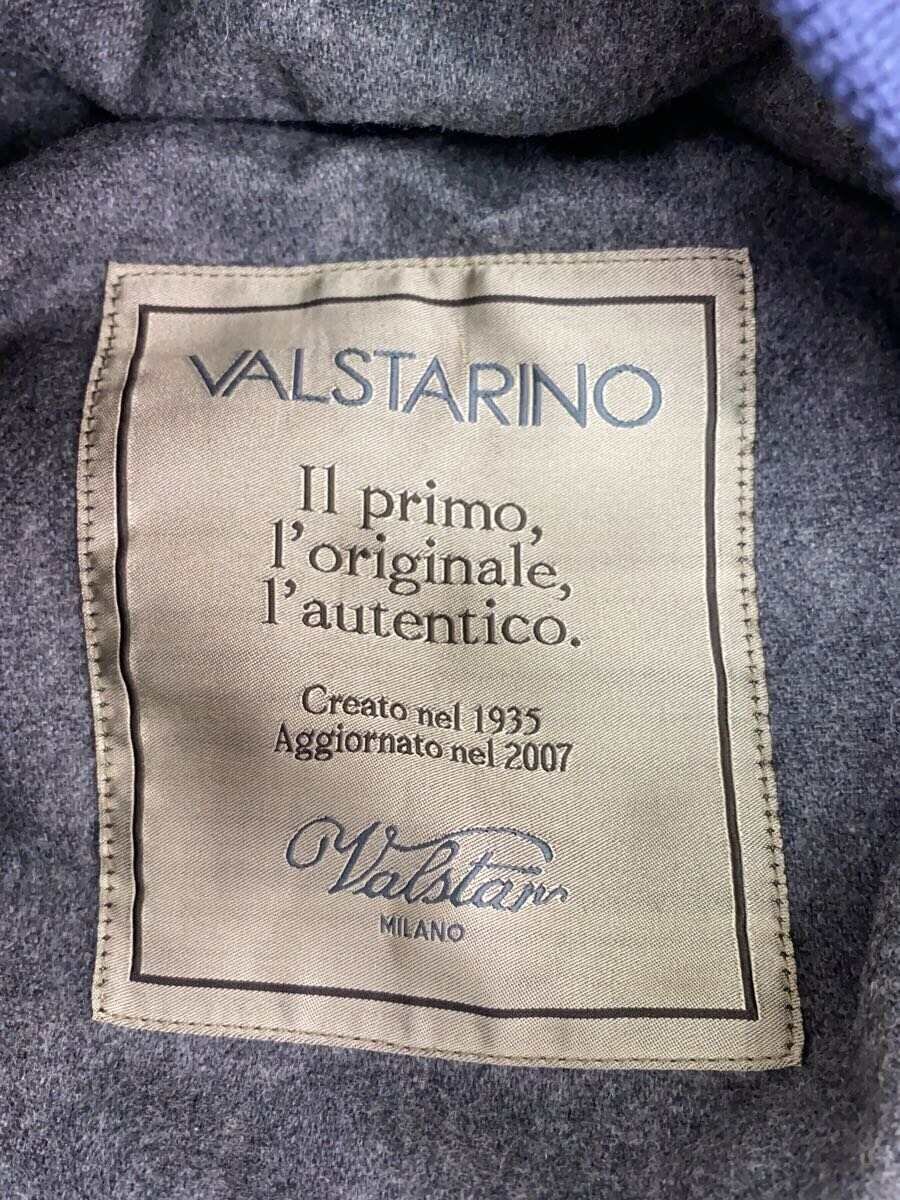 VALSTARINO
Il primo,
l'originale,
l'autentico.
Creato nel 1935
Aggiornato nel 2007
Valstar
MILANO